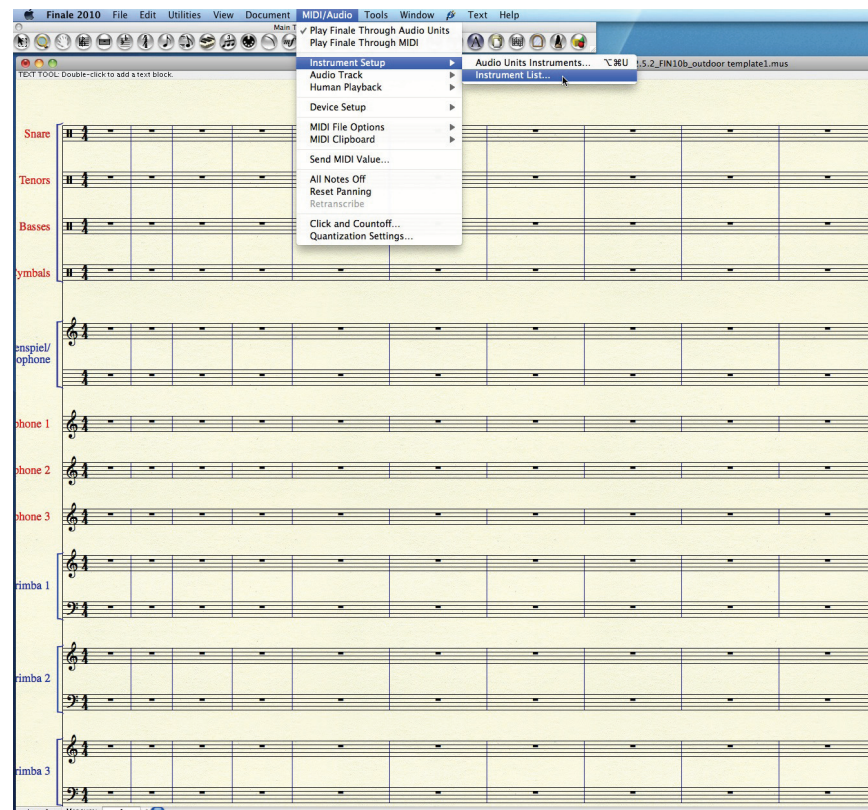 Finale 2010 File Edit Utilities View Document MIDI/Audio Tools Window Text Help
Main T
✓ Play Finale Through Audio Units
Play Finale Through MIDI
Instrument Setup ▶
Audio Track ▶
Human Playback ▶
Device Setup ▶
MIDI File Options ▶
MIDI Clipboard ▶
Send MIDI Value...
All Notes Off
Reset Panning
Retranscribe
Click and Countoff...
Quantization Settings...
Audio Units Instruments... ⌥⌘U
Instrument List...
2.5.2_FIN10b_outdoor template1.mus
TEXT TOOL: Double-click to add a text block.
Snare
Tenors
Basses
ymbals
enspiel/
ophone
phone 1
phone 2
phone 3
rimba 1
rimba 2
rimba 3